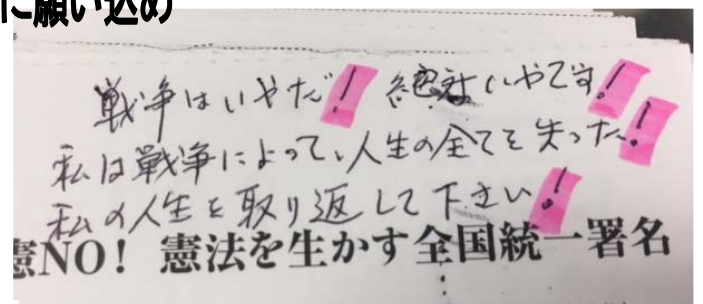 に願い込め
戦争はいやだ! 絶対いやです!
私は戦争によって、人生の全てを失った!
私の人生を取り返して下さい!
憲NO! 憲法を生かす全国統一署名